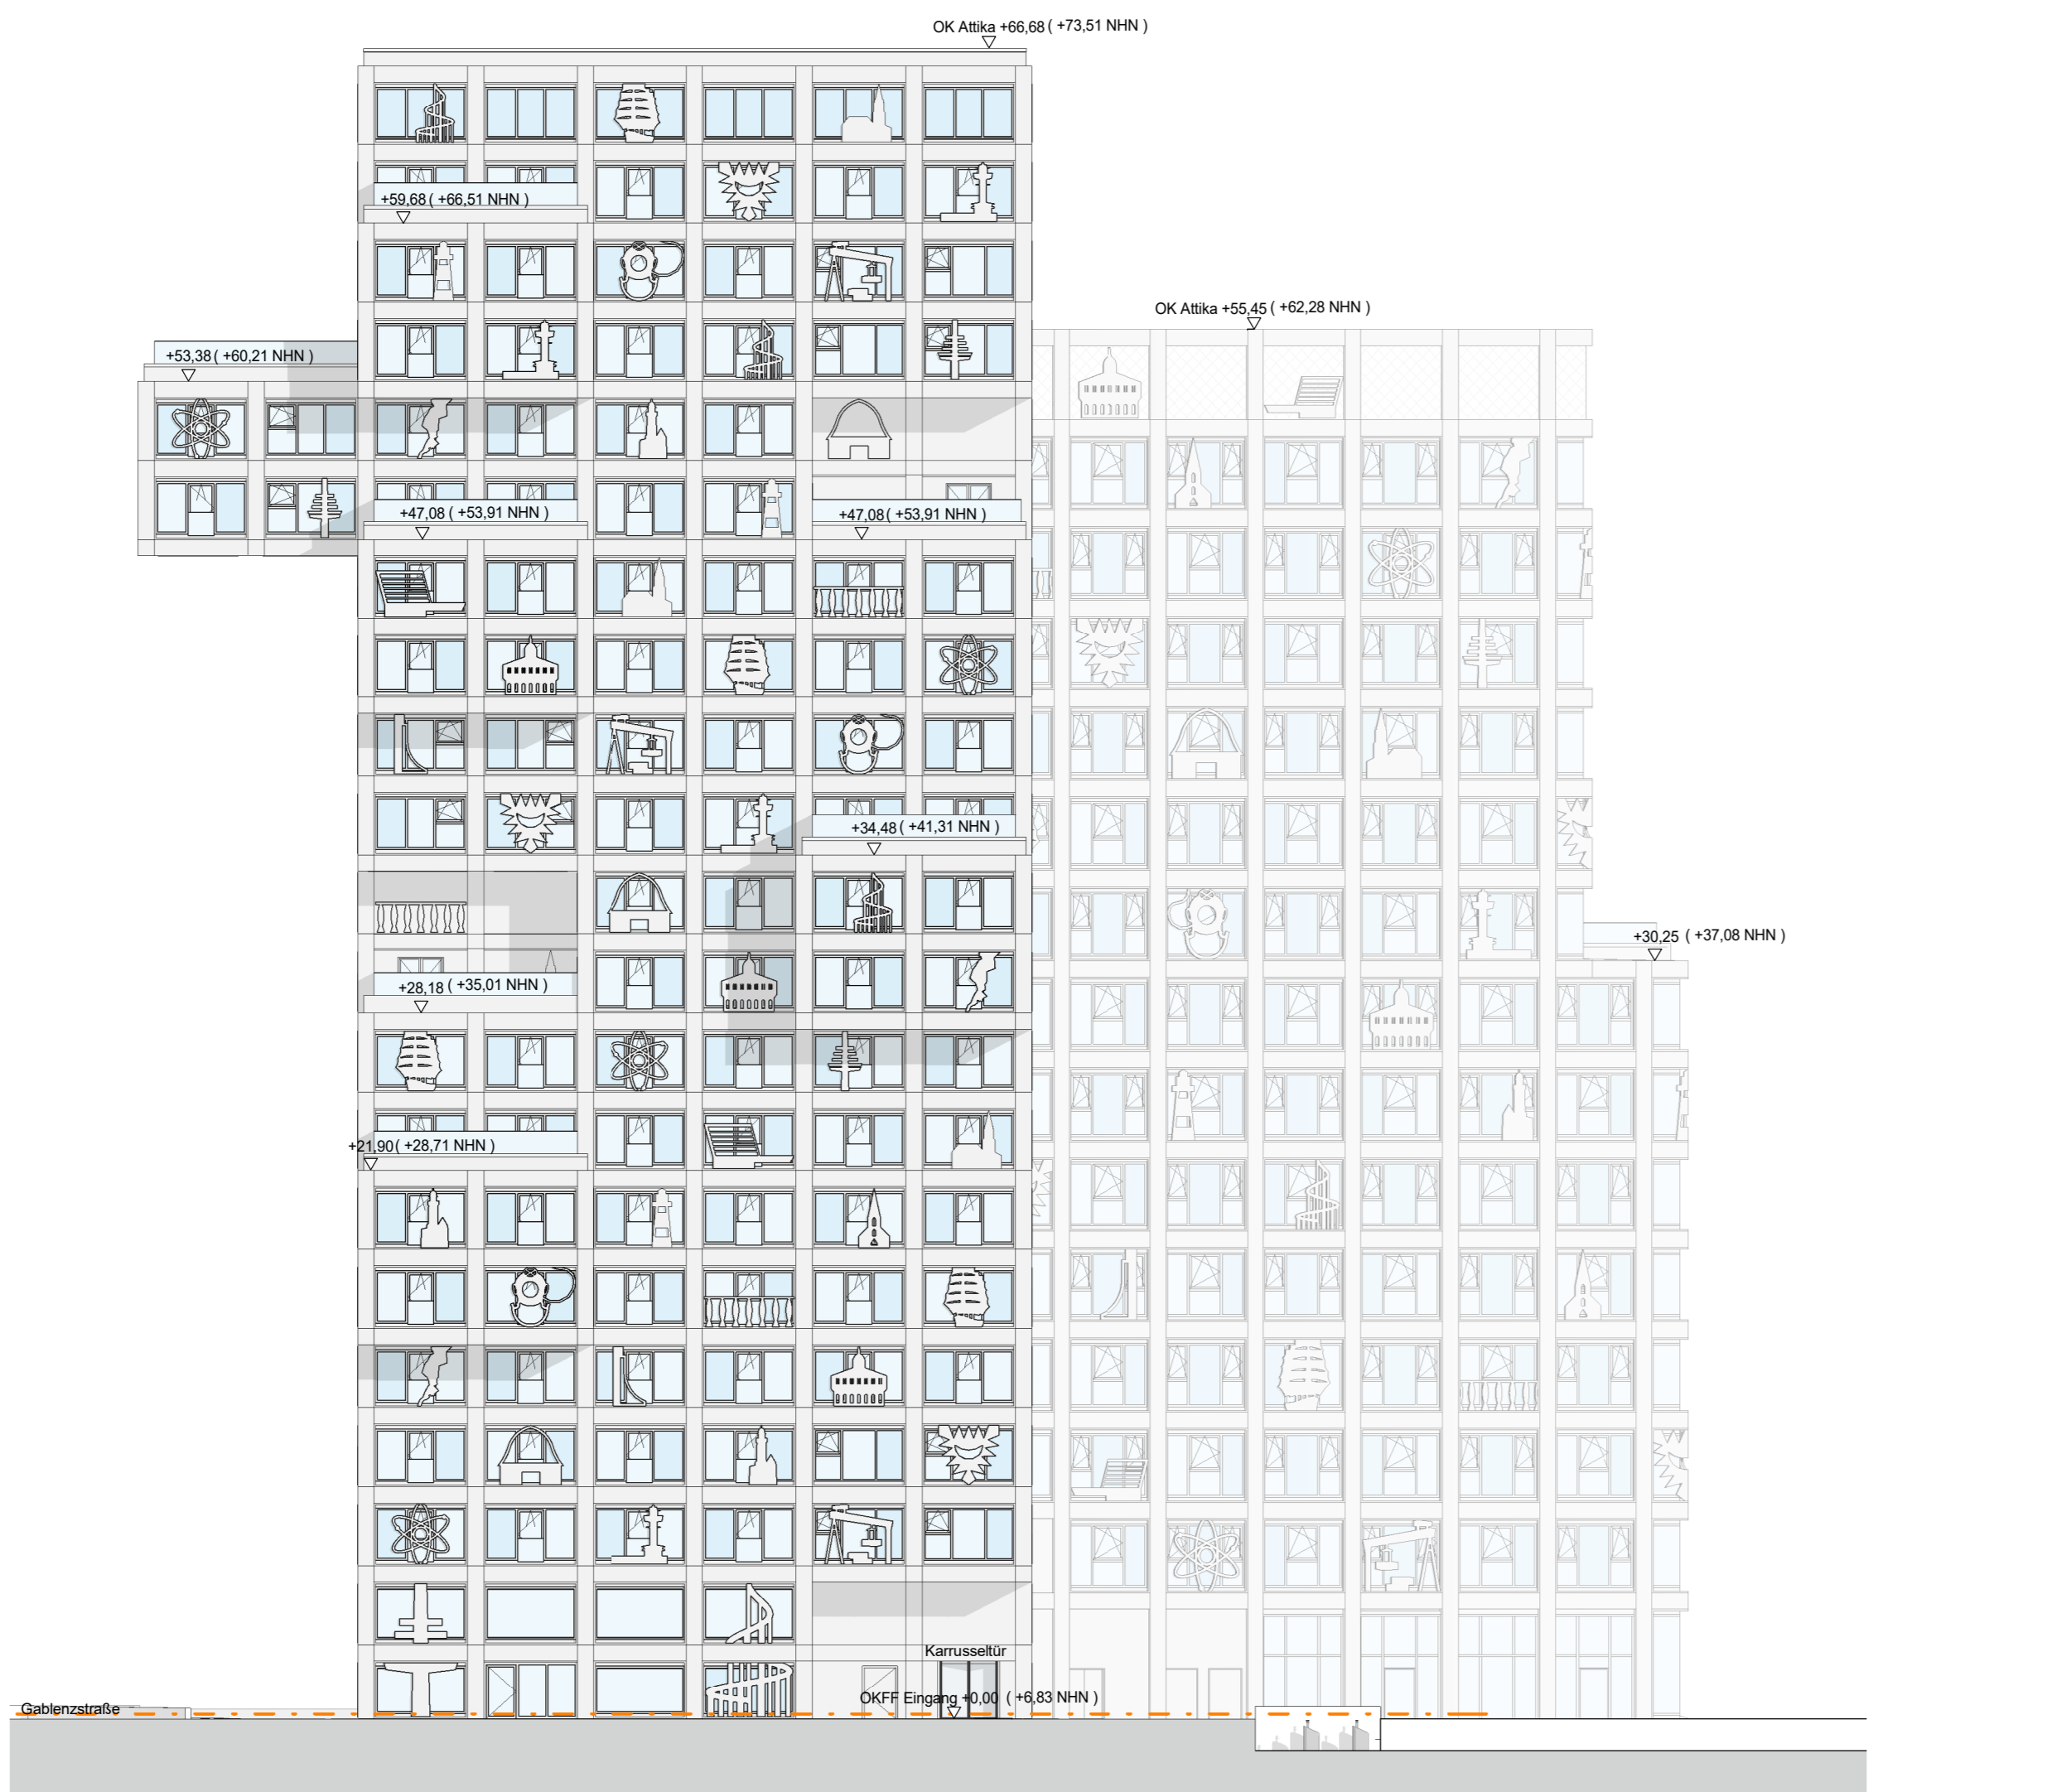 OK Attika +66,68 ( +73,51 NHN )
+59,68 ( +66,51 NHN )
OK Attika +55,45 ( +62,28 NHN )
+53,38 ( +60,21 NHN )
+47,08 ( +53,91 NHN )
+47,08 ( +53,91 NHN )
+34,48 ( +41,31 NHN )
+30,25 ( +37,08 NHN )
+28,18 ( +35,01 NHN )
+21,90 ( +28,71 NHN )
Karrusseltür
OKFF Eingang +0,00 ( +6,83 NHN )
Gablenzstraße